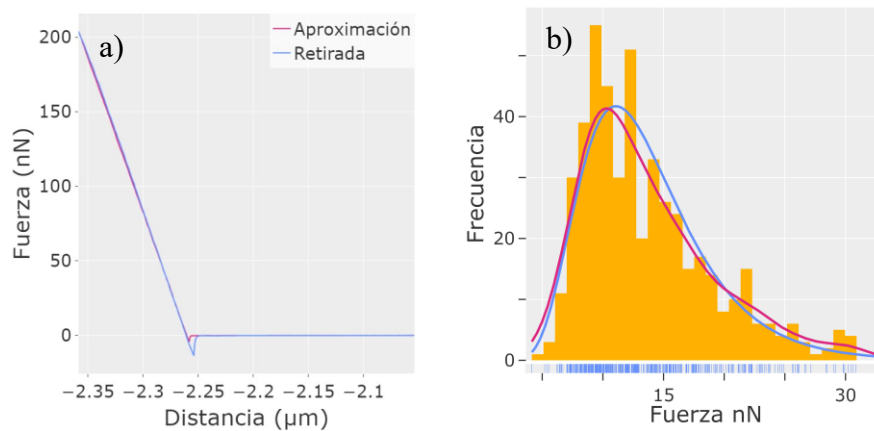 a)
Aproximación
Retirada
Fuerza (nN)
200
150
100
50
0
−2.35
−2.3
−2.25
−2.2
−2.15
−2.1
Distancia (μm)
b)
Frecuencia
40
20
0
15
30
Fuerza nN